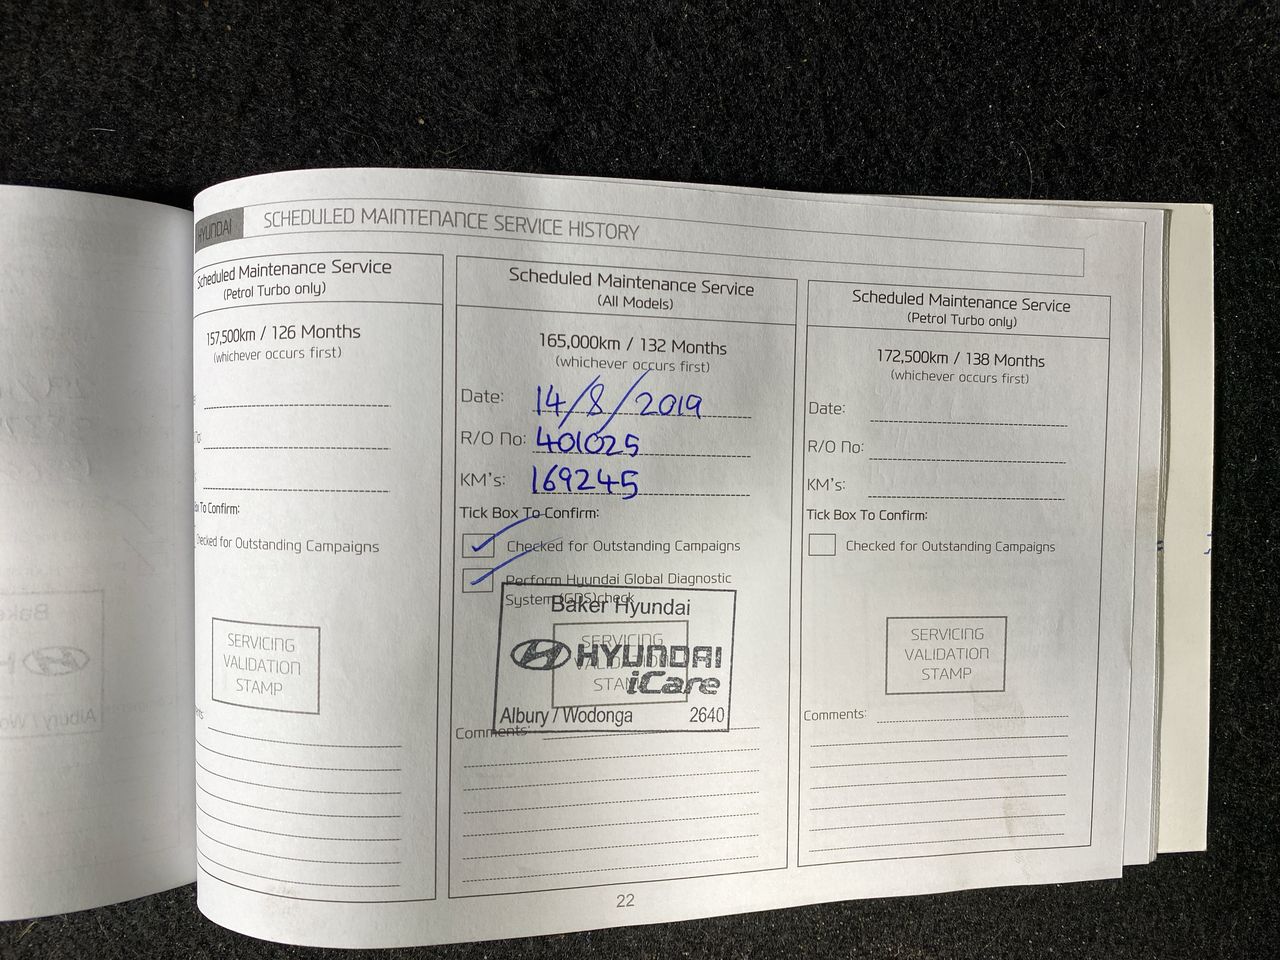 HYUNDAI
SCHEDULED MAINTENANCE SERVICE HISTORY
Scheduled Maintenance Service
(Petrol Turbo only)
157,500km / 126 Months
(whichever occurs first)
To Confirm:
Checked for Outstanding Campaigns
SERVICING
VALIDATION
STAMP
Scheduled Maintenance Service
(All Models)
165,000km / 132 Months
(whichever occurs first)
Date: 14/8/2019
R/O No: 401025
KM's: 169245
Tick Box To Confirm:
Checked for Outstanding Campaigns
Perform Hyundai Global Diagnostic
System (GDS)check
Baker Hyundai
SERVICING
VALIDATION
STAMP
HYUNDAI
iCare
Albury / Wodonga 2640
Comments:
Scheduled Maintenance Service
(Petrol Turbo only)
172,500km / 138 Months
(whichever occurs first)
Date:
R/O No:
KM's:
Tick Box To Confirm:
Checked for Outstanding Campaigns
SERVICING
VALIDATION
STAMP
Comments:
22